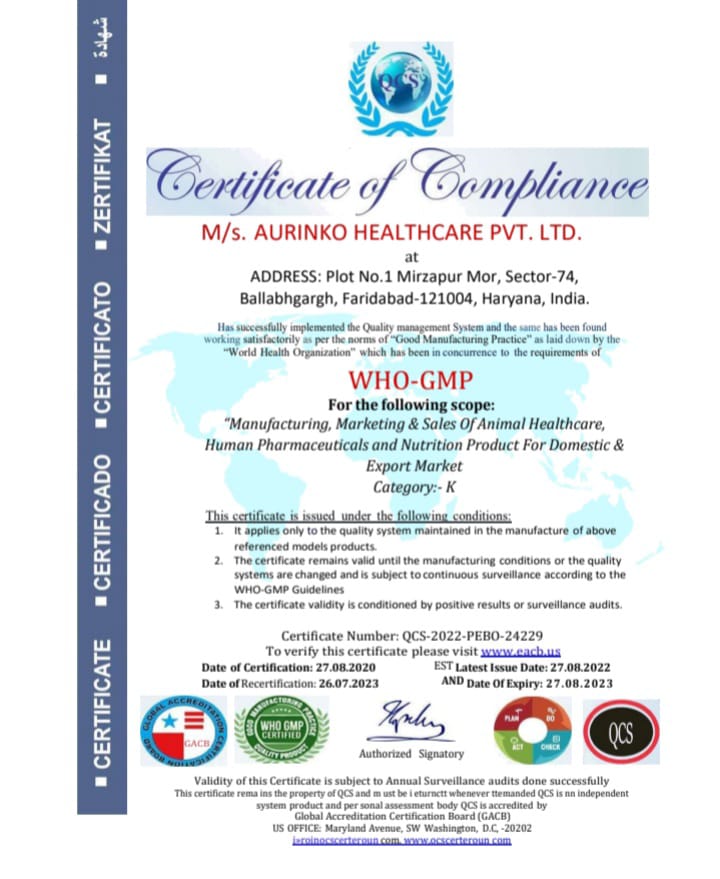 شهادة
ZERTIFIKAT
CERTIFICATO
CERTIFICADO
CERTIFICATE
QCS
Certificate of Compliance
M/s. AURINKO HEALTHCARE PVT. LTD.
at
ADDRESS: Plot No.1 Mirzapur Mor, Sector-74,
Ballabhgargh, Faridabad-121004, Haryana, India.
Has successfully implemented the Quality management System and the same has been found
working satisfactorily as per the norms of “Good Manufacturing Practice” as laid down by the
“World Health Organization” which has been in concurrence to the requirements of
WHO-GMP
For the following scope:
“Manufacturing, Marketing & Sales Of Animal Healthcare,
Human Pharmaceuticals and Nutrition Product For Domestic &
Export Market
Category:- K
This certificate is issued under the following conditions:
1. It applies only to the quality system maintained in the manufacture of above
referenced models products.
2. The certificate remains valid until the manufacturing conditions or the quality
systems are changed and is subject to continuous surveillance according to the
WHO-GMP Guidelines
3. The certificate validity is conditioned by positive results or surveillance audits.
Certificate Number: QCS-2022-PEBO-24229
To verify this certificate please visit www.eacb.us
Date of Certification: 27.08.2020 EST Latest Issue Date: 27.08.2022
Date of Recertification: 26.07.2023 AND Date Of Expiry: 27.08.2023
GLOBAL ACCREDITATION CERTIFICATION BOARD
GACB
GOOD MANUFACTURING PRACTICE
WHO GMP
CERTIFIED
QUALITY PRODUCT
Authorized Signatory
PLAN
DO
ACT
CHECK
QCS
Validity of this Certificate is subject to Annual Surveillance audits done successfully
This certificate rema ins the property of QCS and m ust be i eturnctt whenever ttemanded QCS is nn independent
system product and per sonal assessment body QCS is accredited by
Global Accreditation Certification Board (GACB)
US OFFICE: Maryland Avenue, SW Washington, D.C, -20202
com, www.ocscerteroun com